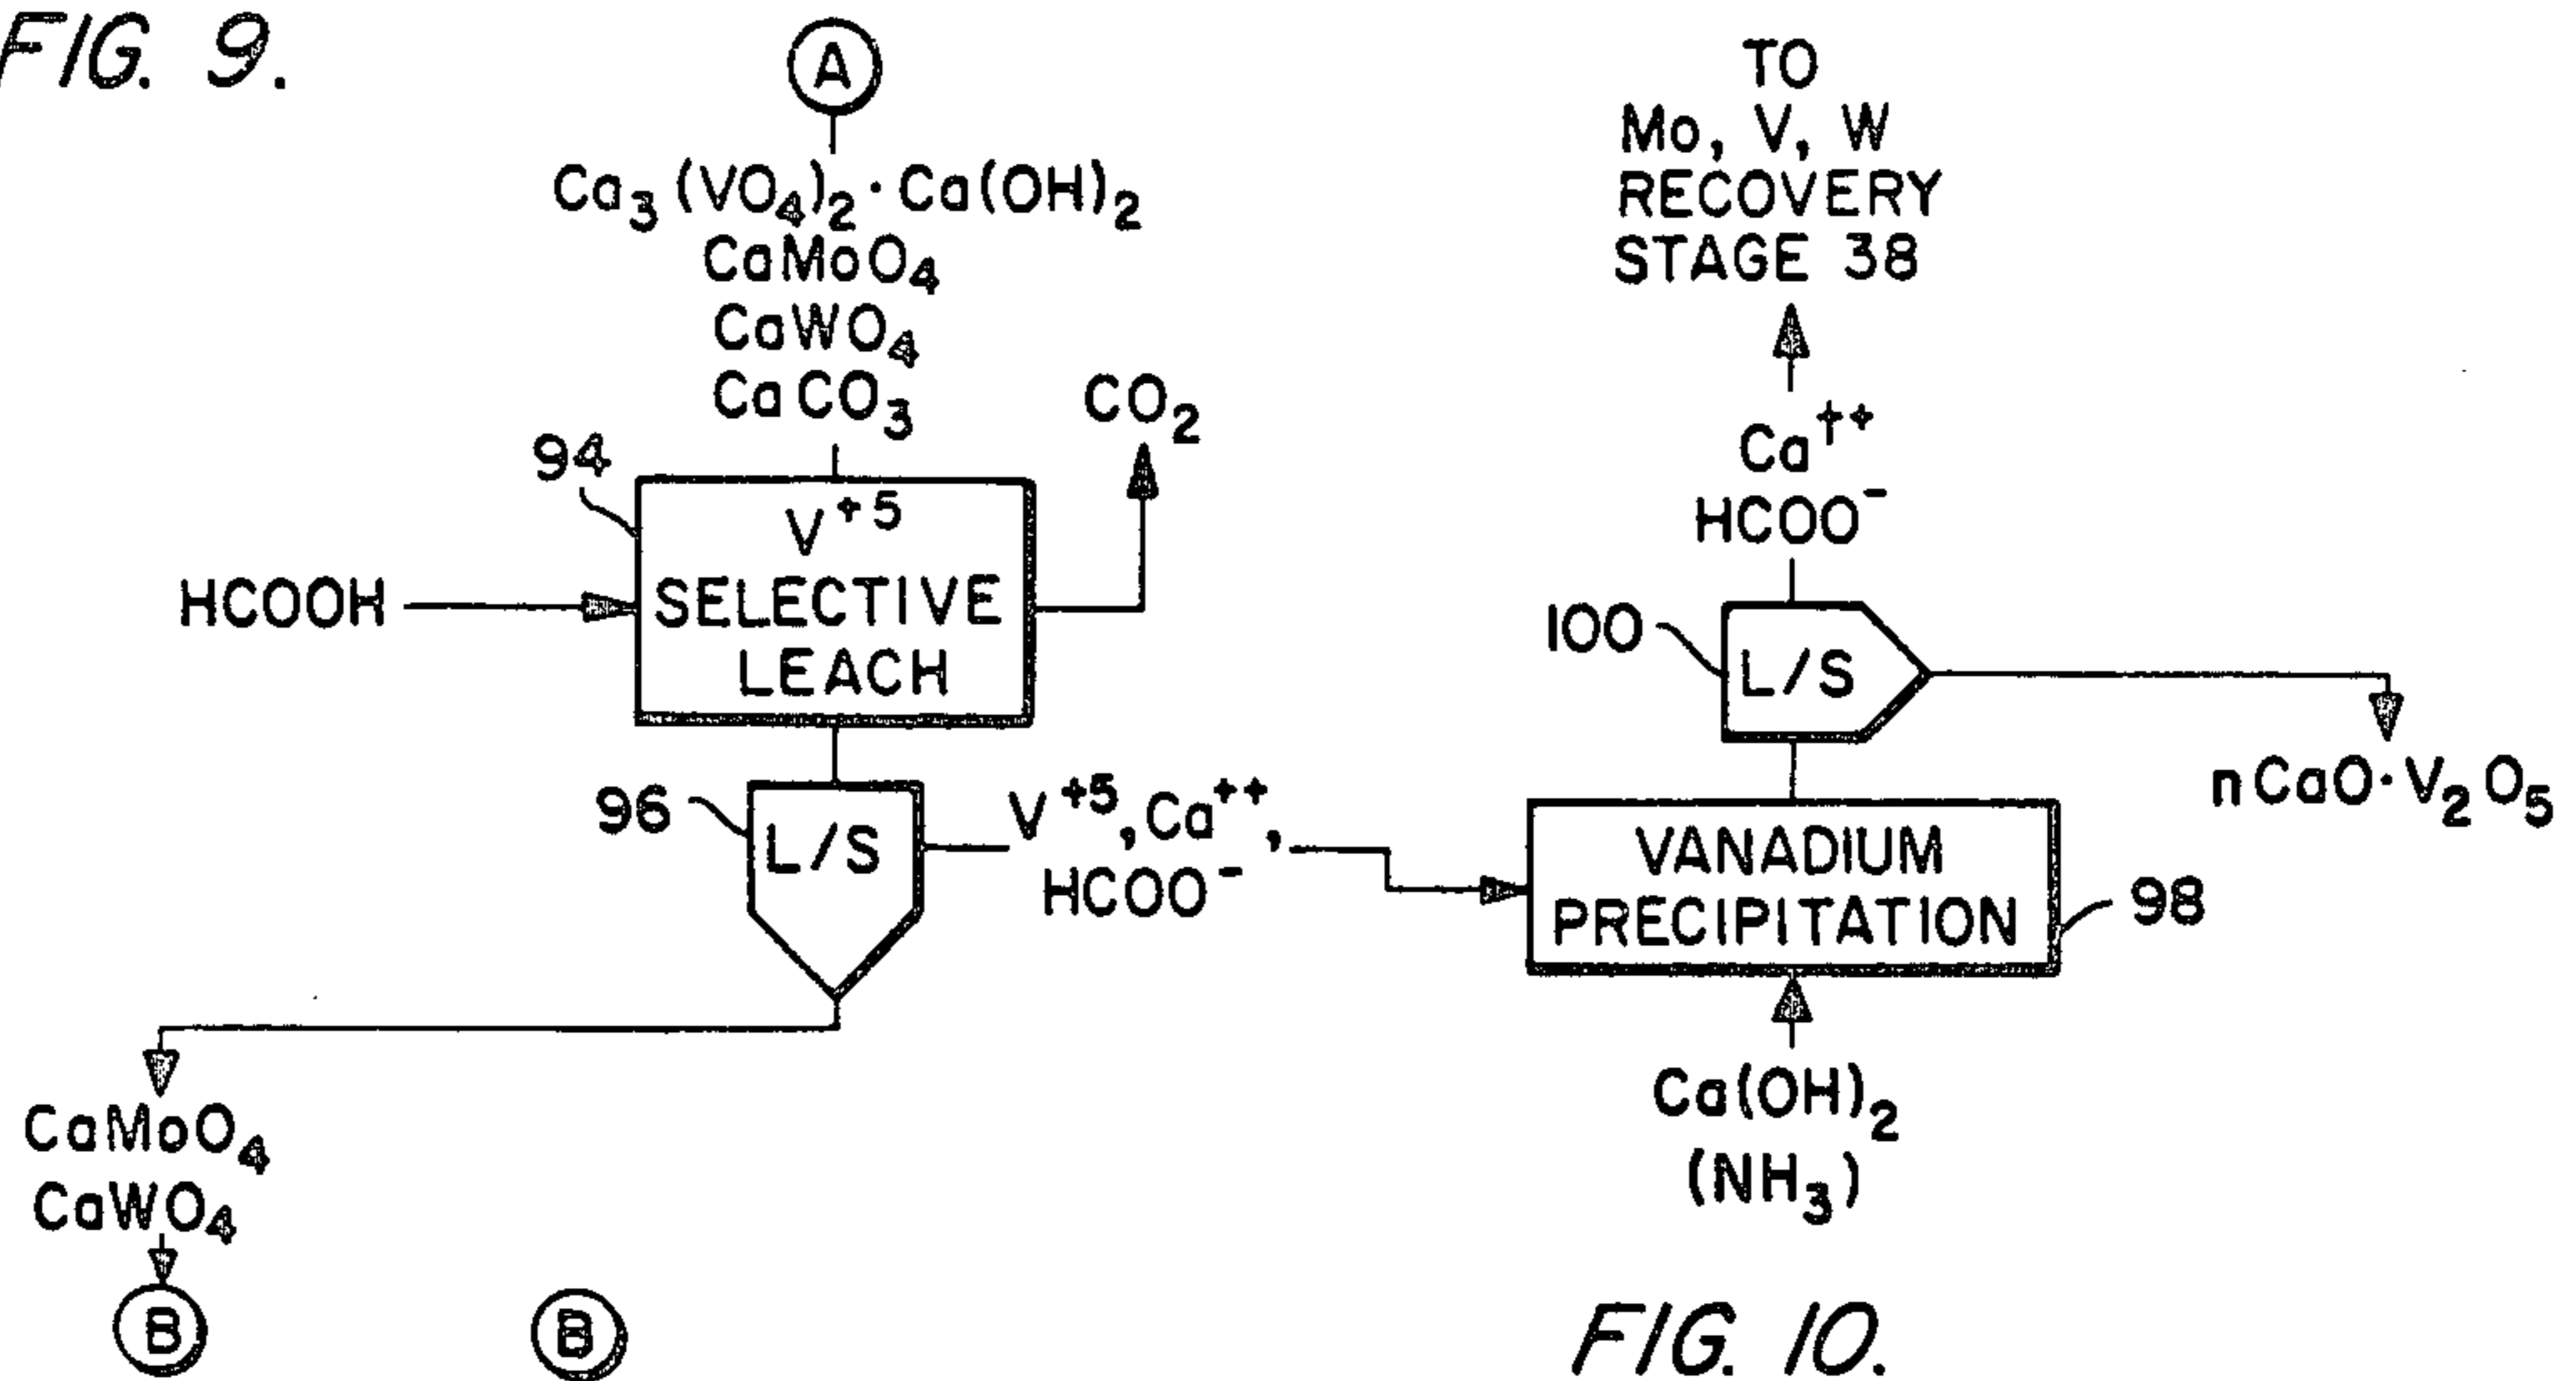 FIG. 9.
A
Ca₃(VO₄)₂·Ca(OH)₂
CaMoO₄
CaWO₄
CaCO₃
CO₂
94
V⁺⁵
SELECTIVE
LEACH
HCOOH
96
L/S
V⁺⁵, Ca⁺⁺,
HCOO⁻
CaMoO₄
CaWO₄
B
B
TO
Mo, V, W
RECOVERY
STAGE 38
Ca⁺⁺
HCOO⁻
100
L/S
nCaO·V₂O₅
VANADIUM
PRECIPITATION
98
Ca(OH)₂
(NH₃)
FIG. 10.